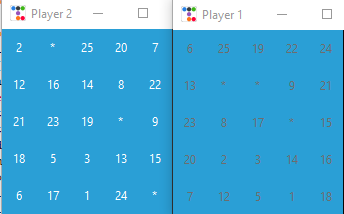 Player 2
2 * 25 20 7
12 16 14 8 22
21 23 19 * 9
18 5 3 13 15
6 17 1 24 *
Player 1
6 25 19 22 24
13 * * 9 21
23 8 17 * 15
20 2 3 14 16
7 12 5 1 18